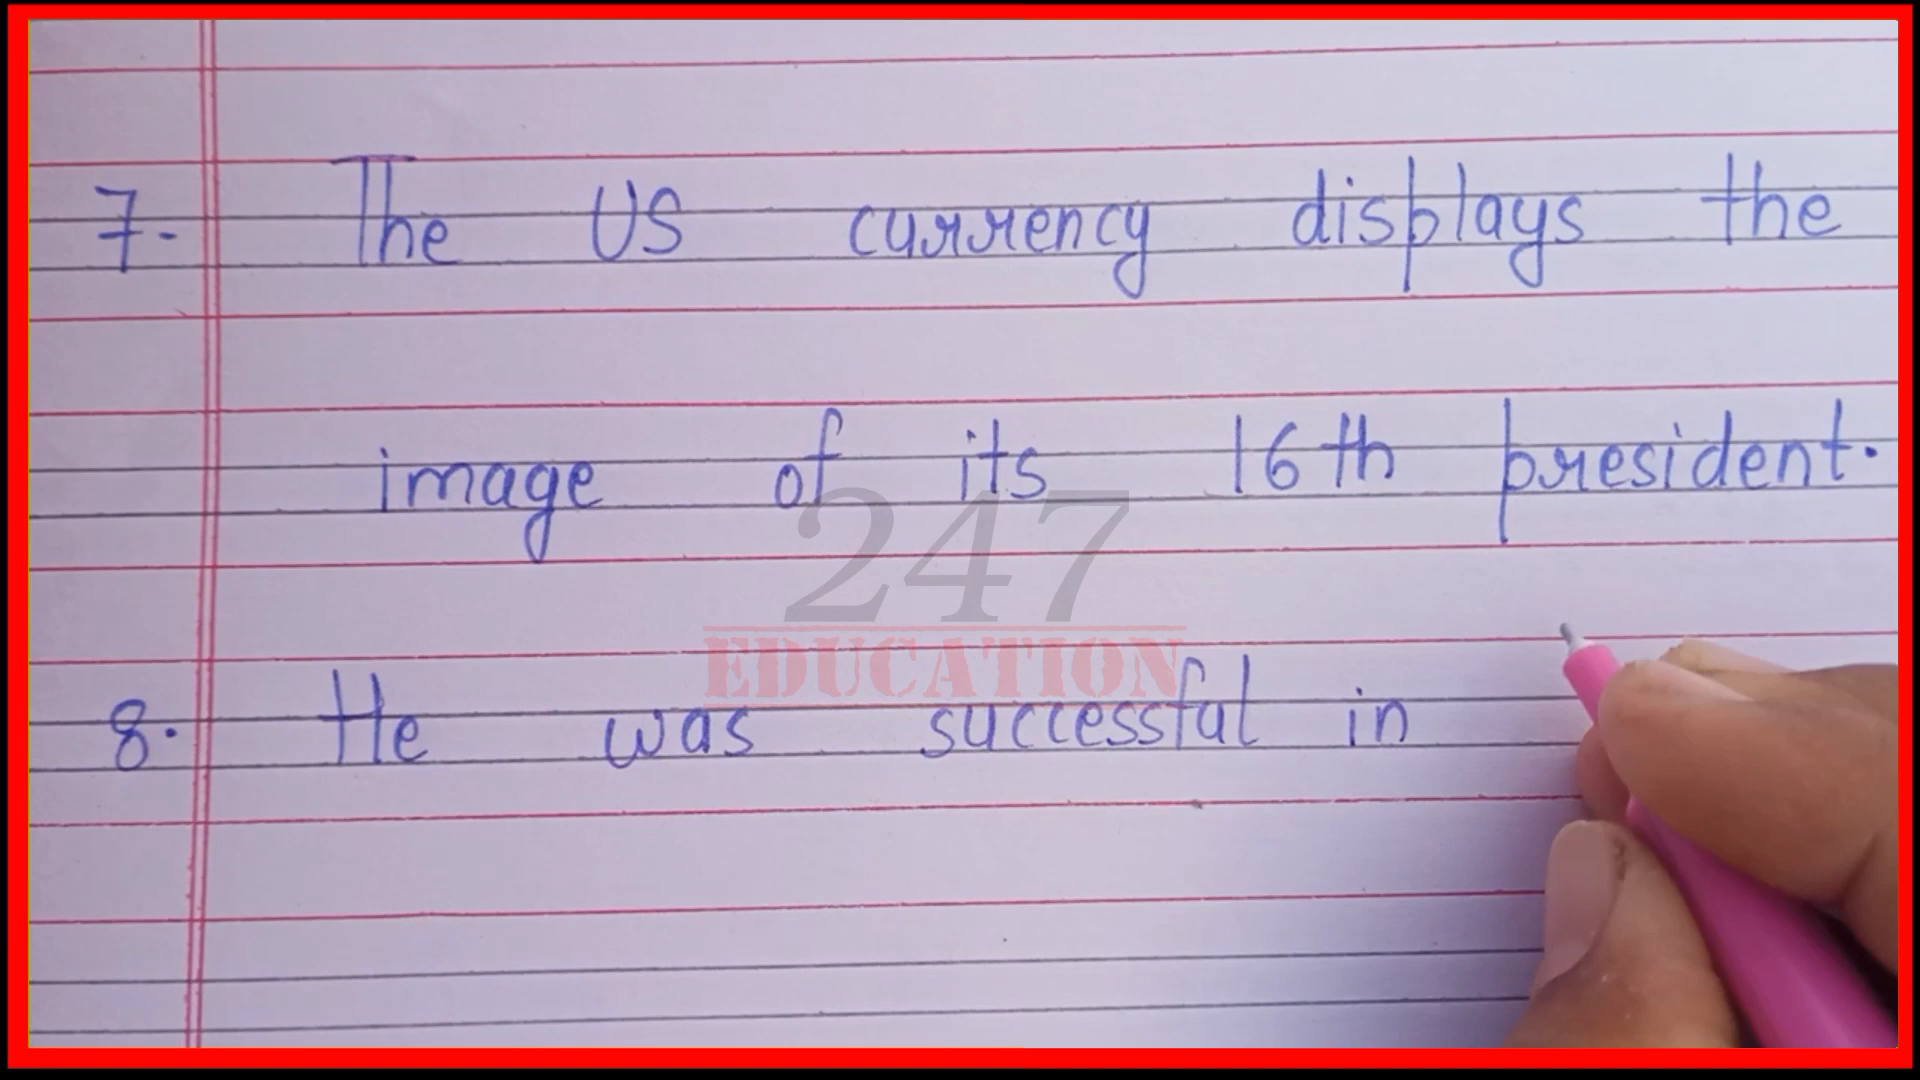 7. The US currency displays the
image of its 16th president.
247
EDUCATION
8. He was successful in